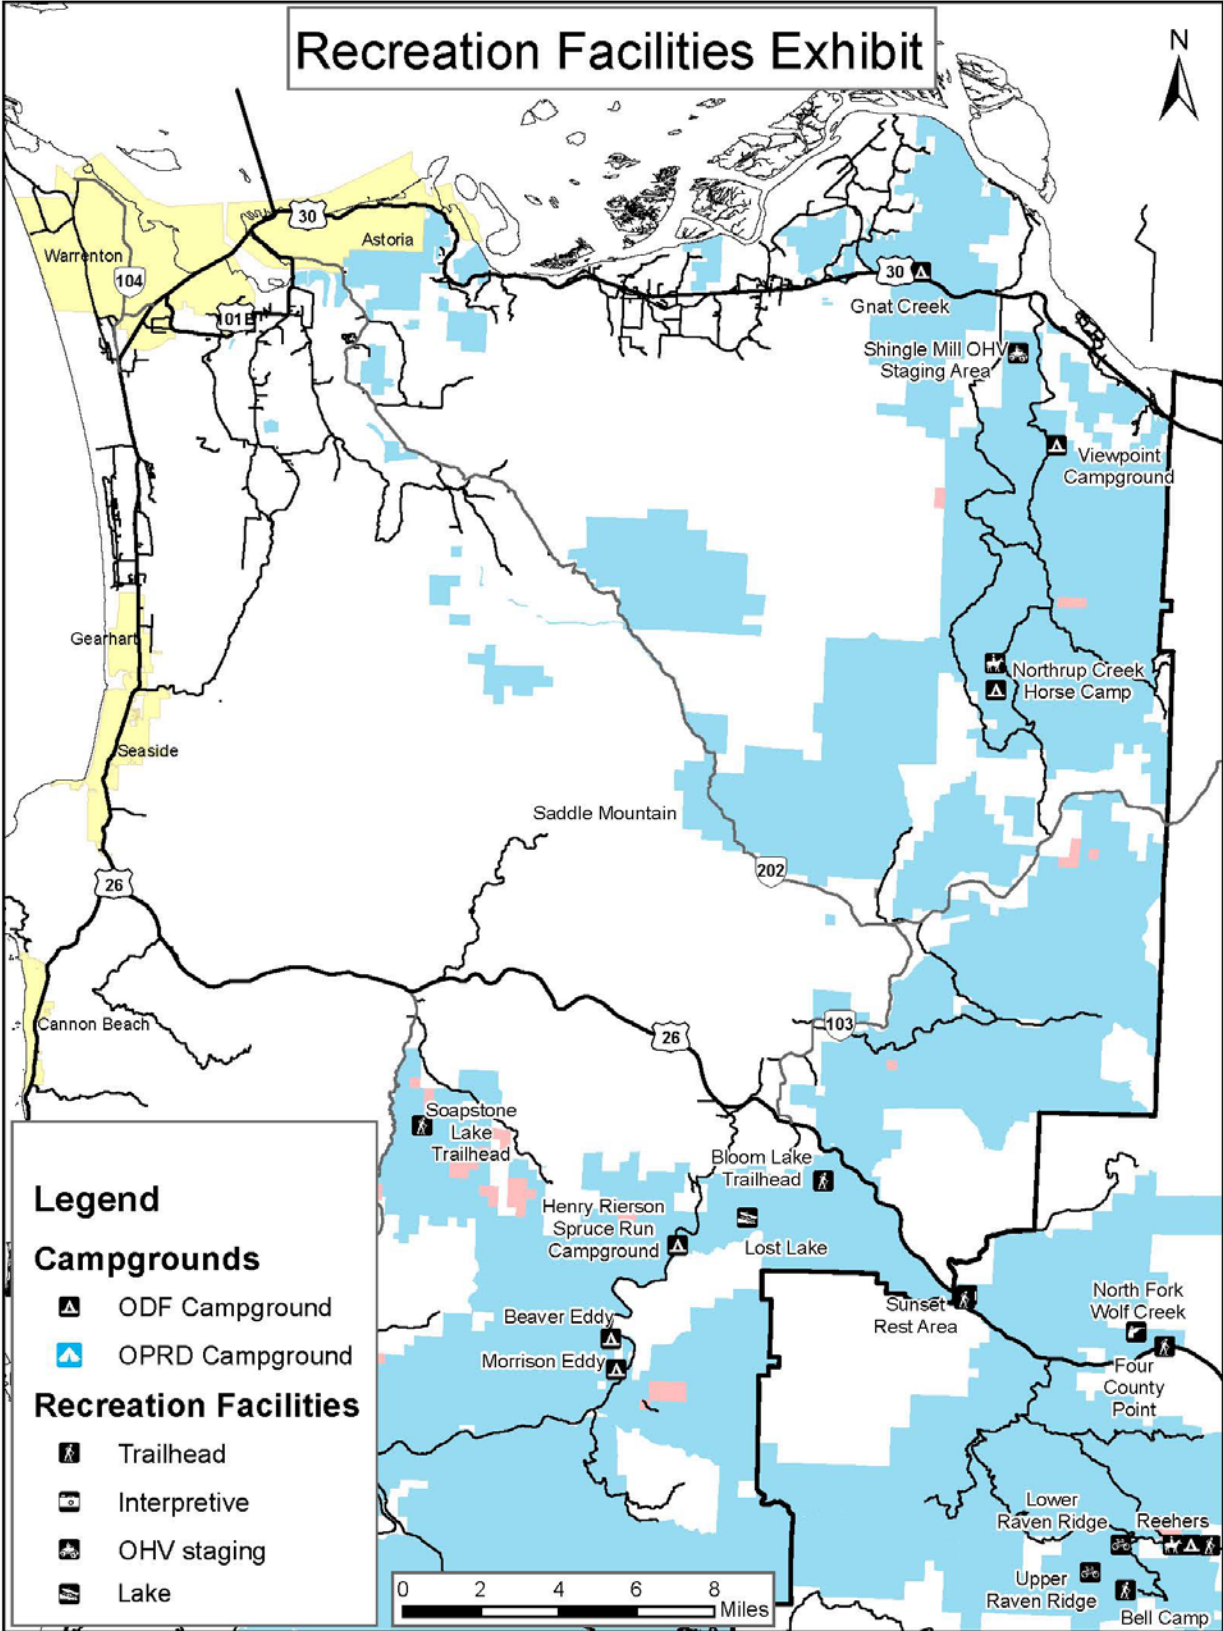 Recreation Facilities Exhibit
N
30
Astoria
Warrenton
104
101B
30
Gnat Creek
Shingle Mill OHV
Staging Area
Viewpoint
Campground
Gearhart
Northrup Creek
Horse Camp
Seaside
Saddle Mountain
202
26
Cannon Beach
103
26
Soapstone
Lake
Trailhead
Bloom Lake
Trailhead
Henry Rierson
Spruce Run
Campground
Lost Lake
Sunset
Rest Area
North Fork
Wolf Creek
Beaver Eddy
Morrison Eddy
Four
County
Point
Lower
Raven Ridge
Reehers
Upper
Raven Ridge
Bell Camp
Legend
Campgrounds
ODF Campground
OPRD Campground
Recreation Facilities
Trailhead
Interpretive
OHV staging
Lake
0 2 4 6 8
Miles